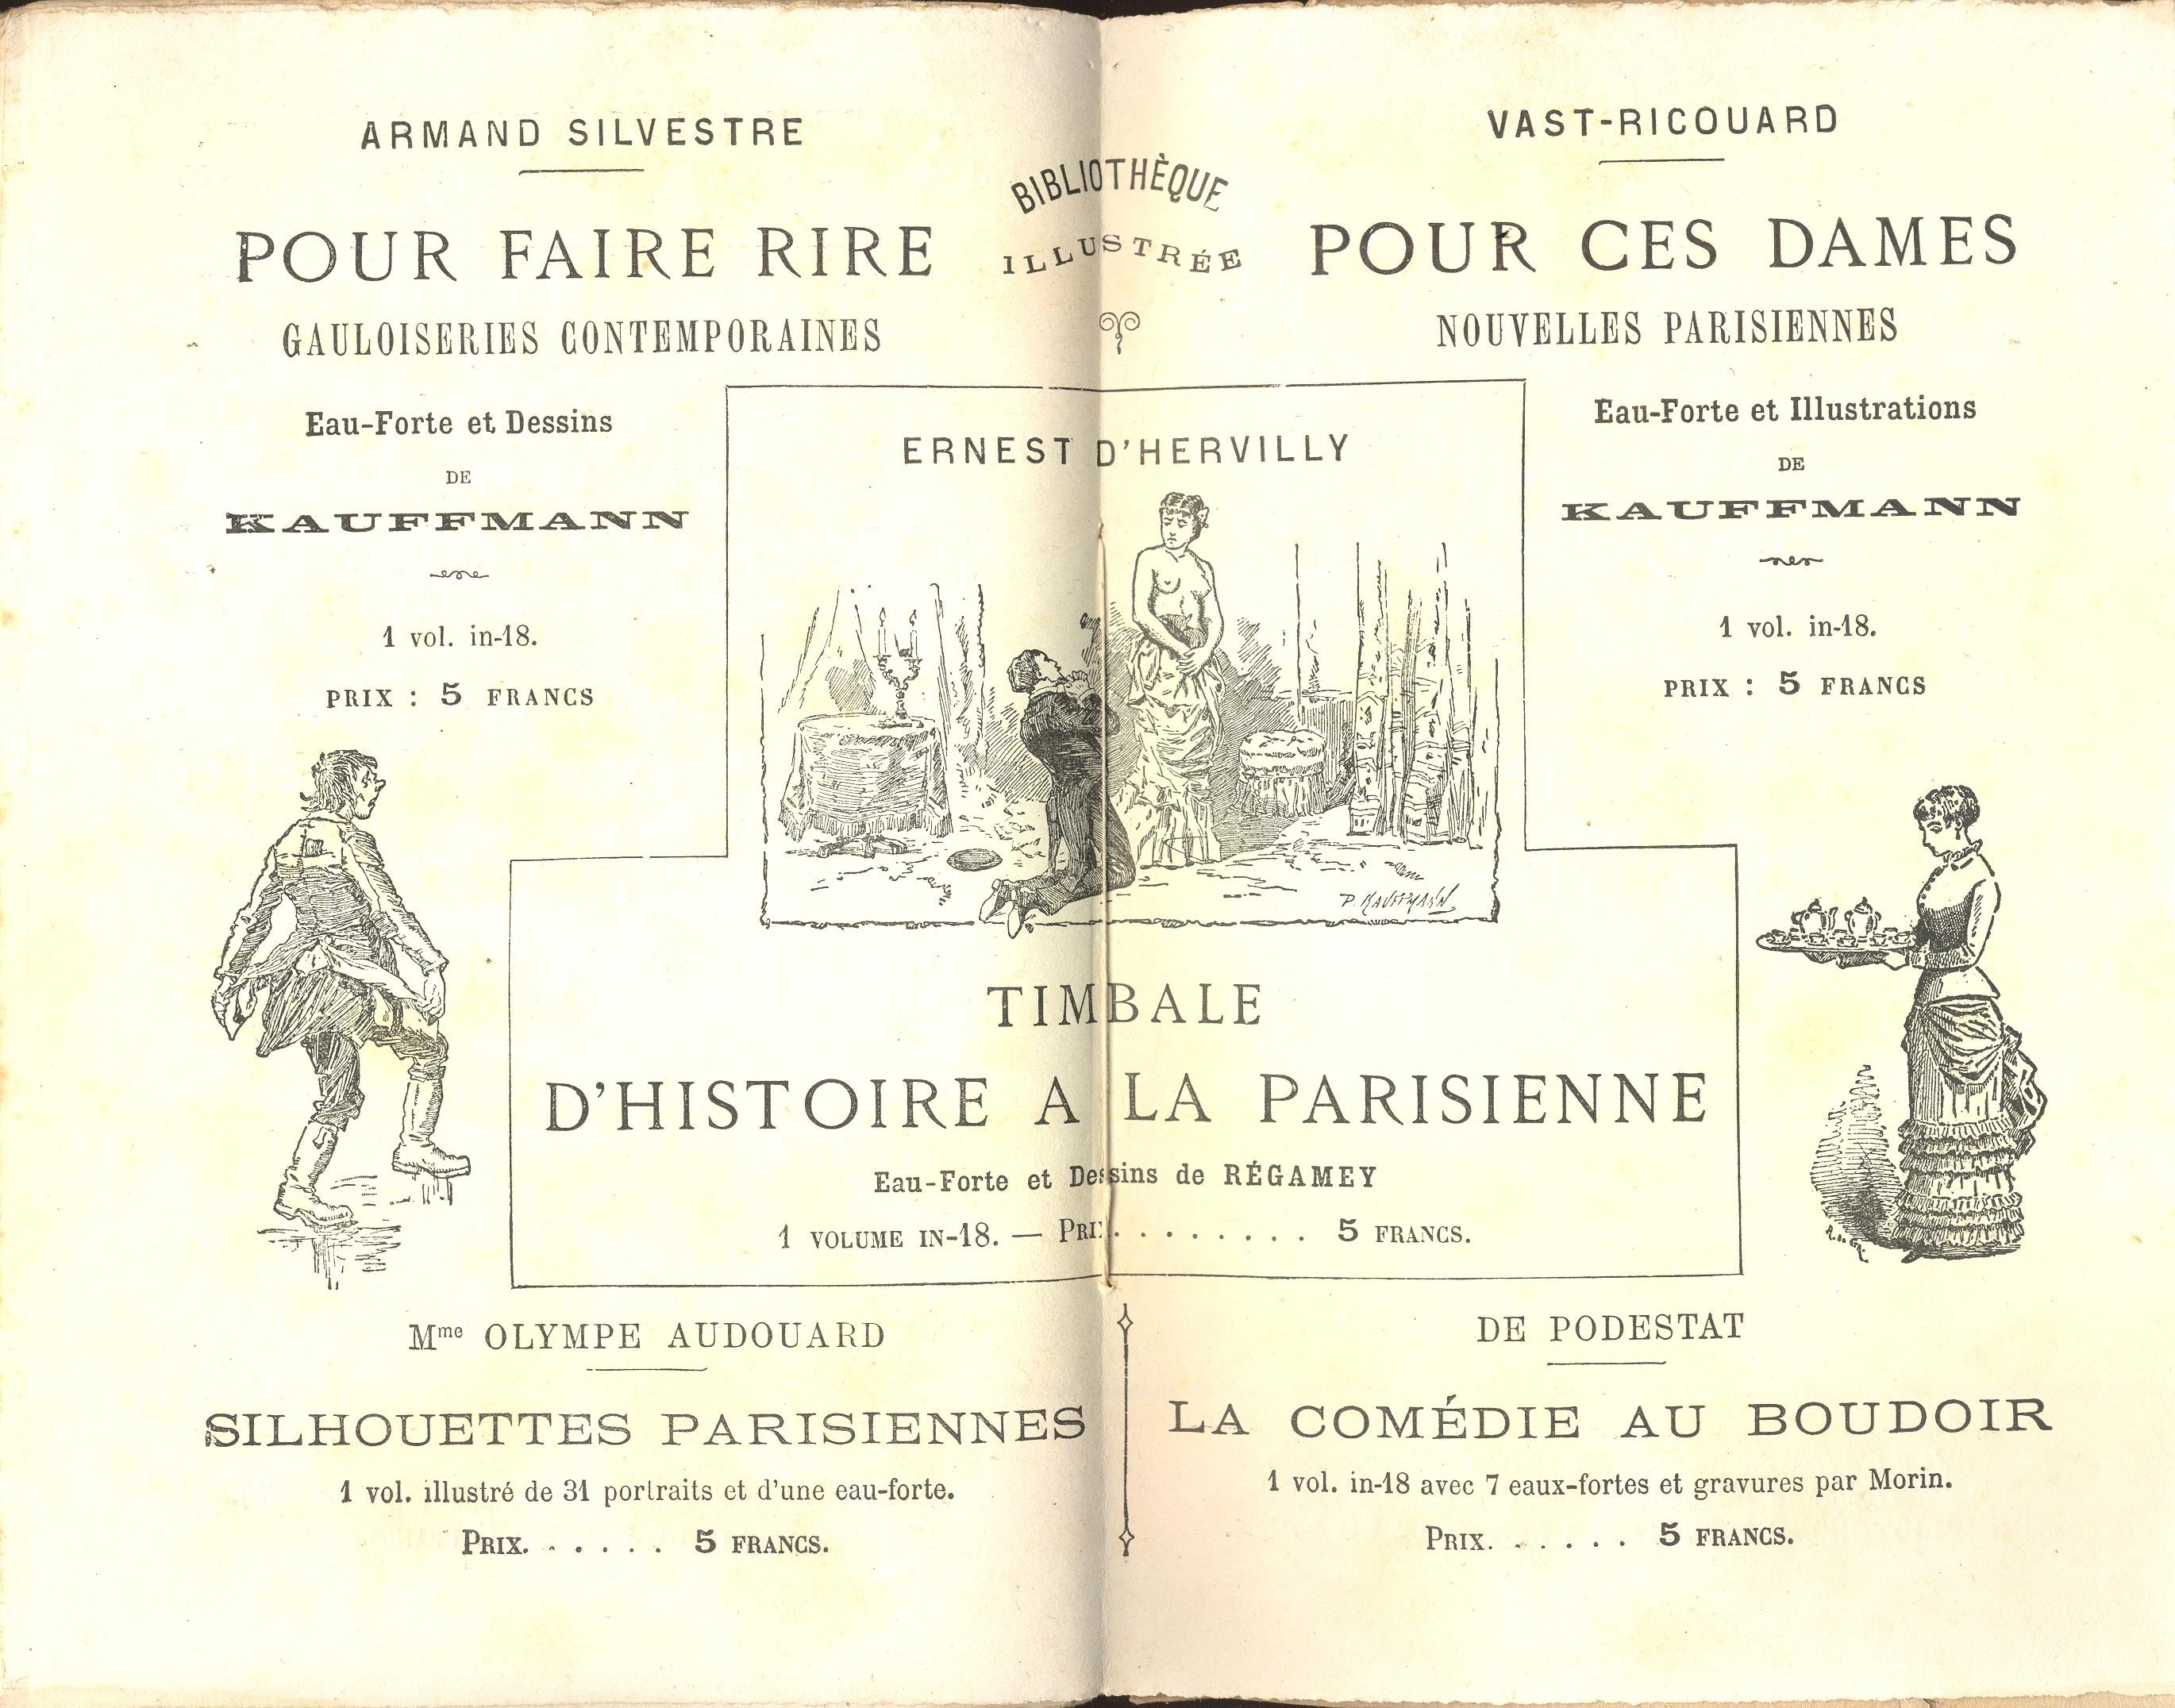 ARMAND SILVESTRE
POUR FAIRE RIRE
GAULOISERIES CONTEMPORAINES
Eau-Forte et Dessins
DE
KAUFFMANN
1 vol. in-18.
PRIX : 5 FRANCS
BIBLIOTHÈQUE
ILLUSTRÉE
VAST-RICOUARD
POUR CES DAMES
NOUVELLES PARISIENNES
Eau-Forte et Illustrations
DE
KAUFFMANN
1 vol. in-18.
PRIX : 5 FRANCS
ERNEST D'HERVILLY
P. KAUFFMANN
TIMBALE
D'HISTOIRE A LA PARISIENNE
Eau-Forte et Dessins de RÉGAMEY
1 VOLUME IN-18. — PRIX. . . . . . . . . 5 FRANCS.
Mme OLYMPE AUDOUARD
SILHOUETTES PARISIENNES
1 vol. illustré de 31 portraits et d'une eau-forte.
PRIX. . . . . . 5 FRANCS.
DE PODESTAT
LA COMÉDIE AU BOUDOIR
1 vol. in-18 avec 7 eaux-fortes et gravures par Morin.
PRIX. . . . . . 5 FRANCS.